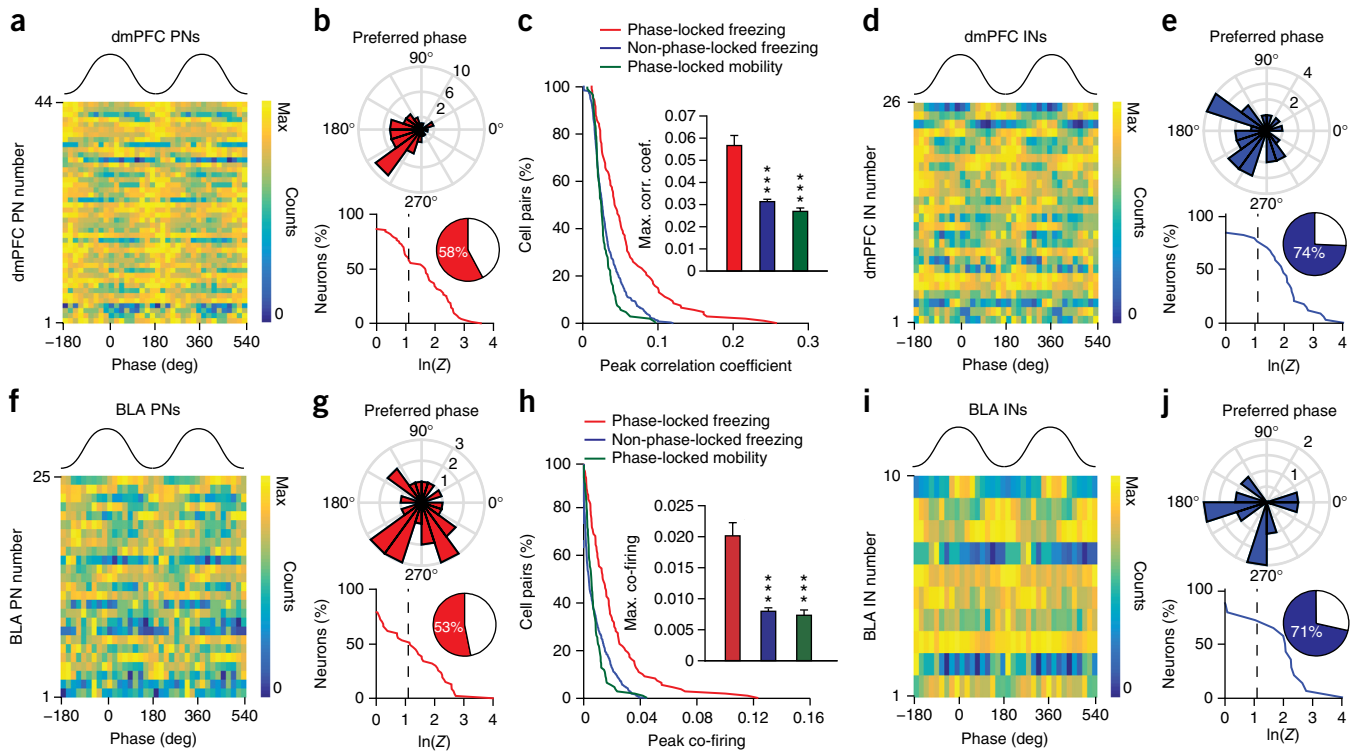 a
dmPFC PNs
44
dmPFC PN number
1
−180
0
180
360
540
Phase (deg)
Max
Counts
0
b
Preferred phase
90°
10
6
2
180°
0°
270°
100
50
0
Neurons (%)
58%
0
1
2
3
4
ln(Z)
c
Phase-locked freezing
Non-phase-locked freezing
Phase-locked mobility
100
80
60
40
20
0
Cell pairs (%)
0
0.1
0.2
0.3
Peak correlation coefficient
0.07
0.06
0.05
0.04
0.03
0.02
0.01
0
Max. corr. coef.
***
***
d
dmPFC INs
26
dmPFC IN number
1
−180
0
180
360
540
Phase (deg)
Max
Counts
0
e
Preferred phase
90°
4
2
180°
0°
270°
100
50
0
Neurons (%)
74%
0
1
2
3
4
ln(Z)
f
BLA PNs
25
BLA PN number
1
−180
0
180
360
540
Phase (deg)
Max
Counts
0
g
Preferred phase
90°
3
2
1
180°
0°
270°
100
50
0
Neurons (%)
53%
0
1
2
3
4
ln(Z)
h
Phase-locked freezing
Non-phase-locked freezing
Phase-locked mobility
100
80
60
40
20
0
Cell pairs (%)
0
0.04
0.08
0.12
0.16
Peak co-firing
0.025
0.020
0.015
0.010
0.005
0.000
Max. co-firing
***
***
i
BLA INs
10
BLA IN number
1
−180
0
180
360
540
Phase (deg)
Max
Counts
0
j
Preferred phase
90°
2
1
180°
0°
270°
100
50
0
Neurons (%)
71%
0
1
2
3
4
ln(Z)